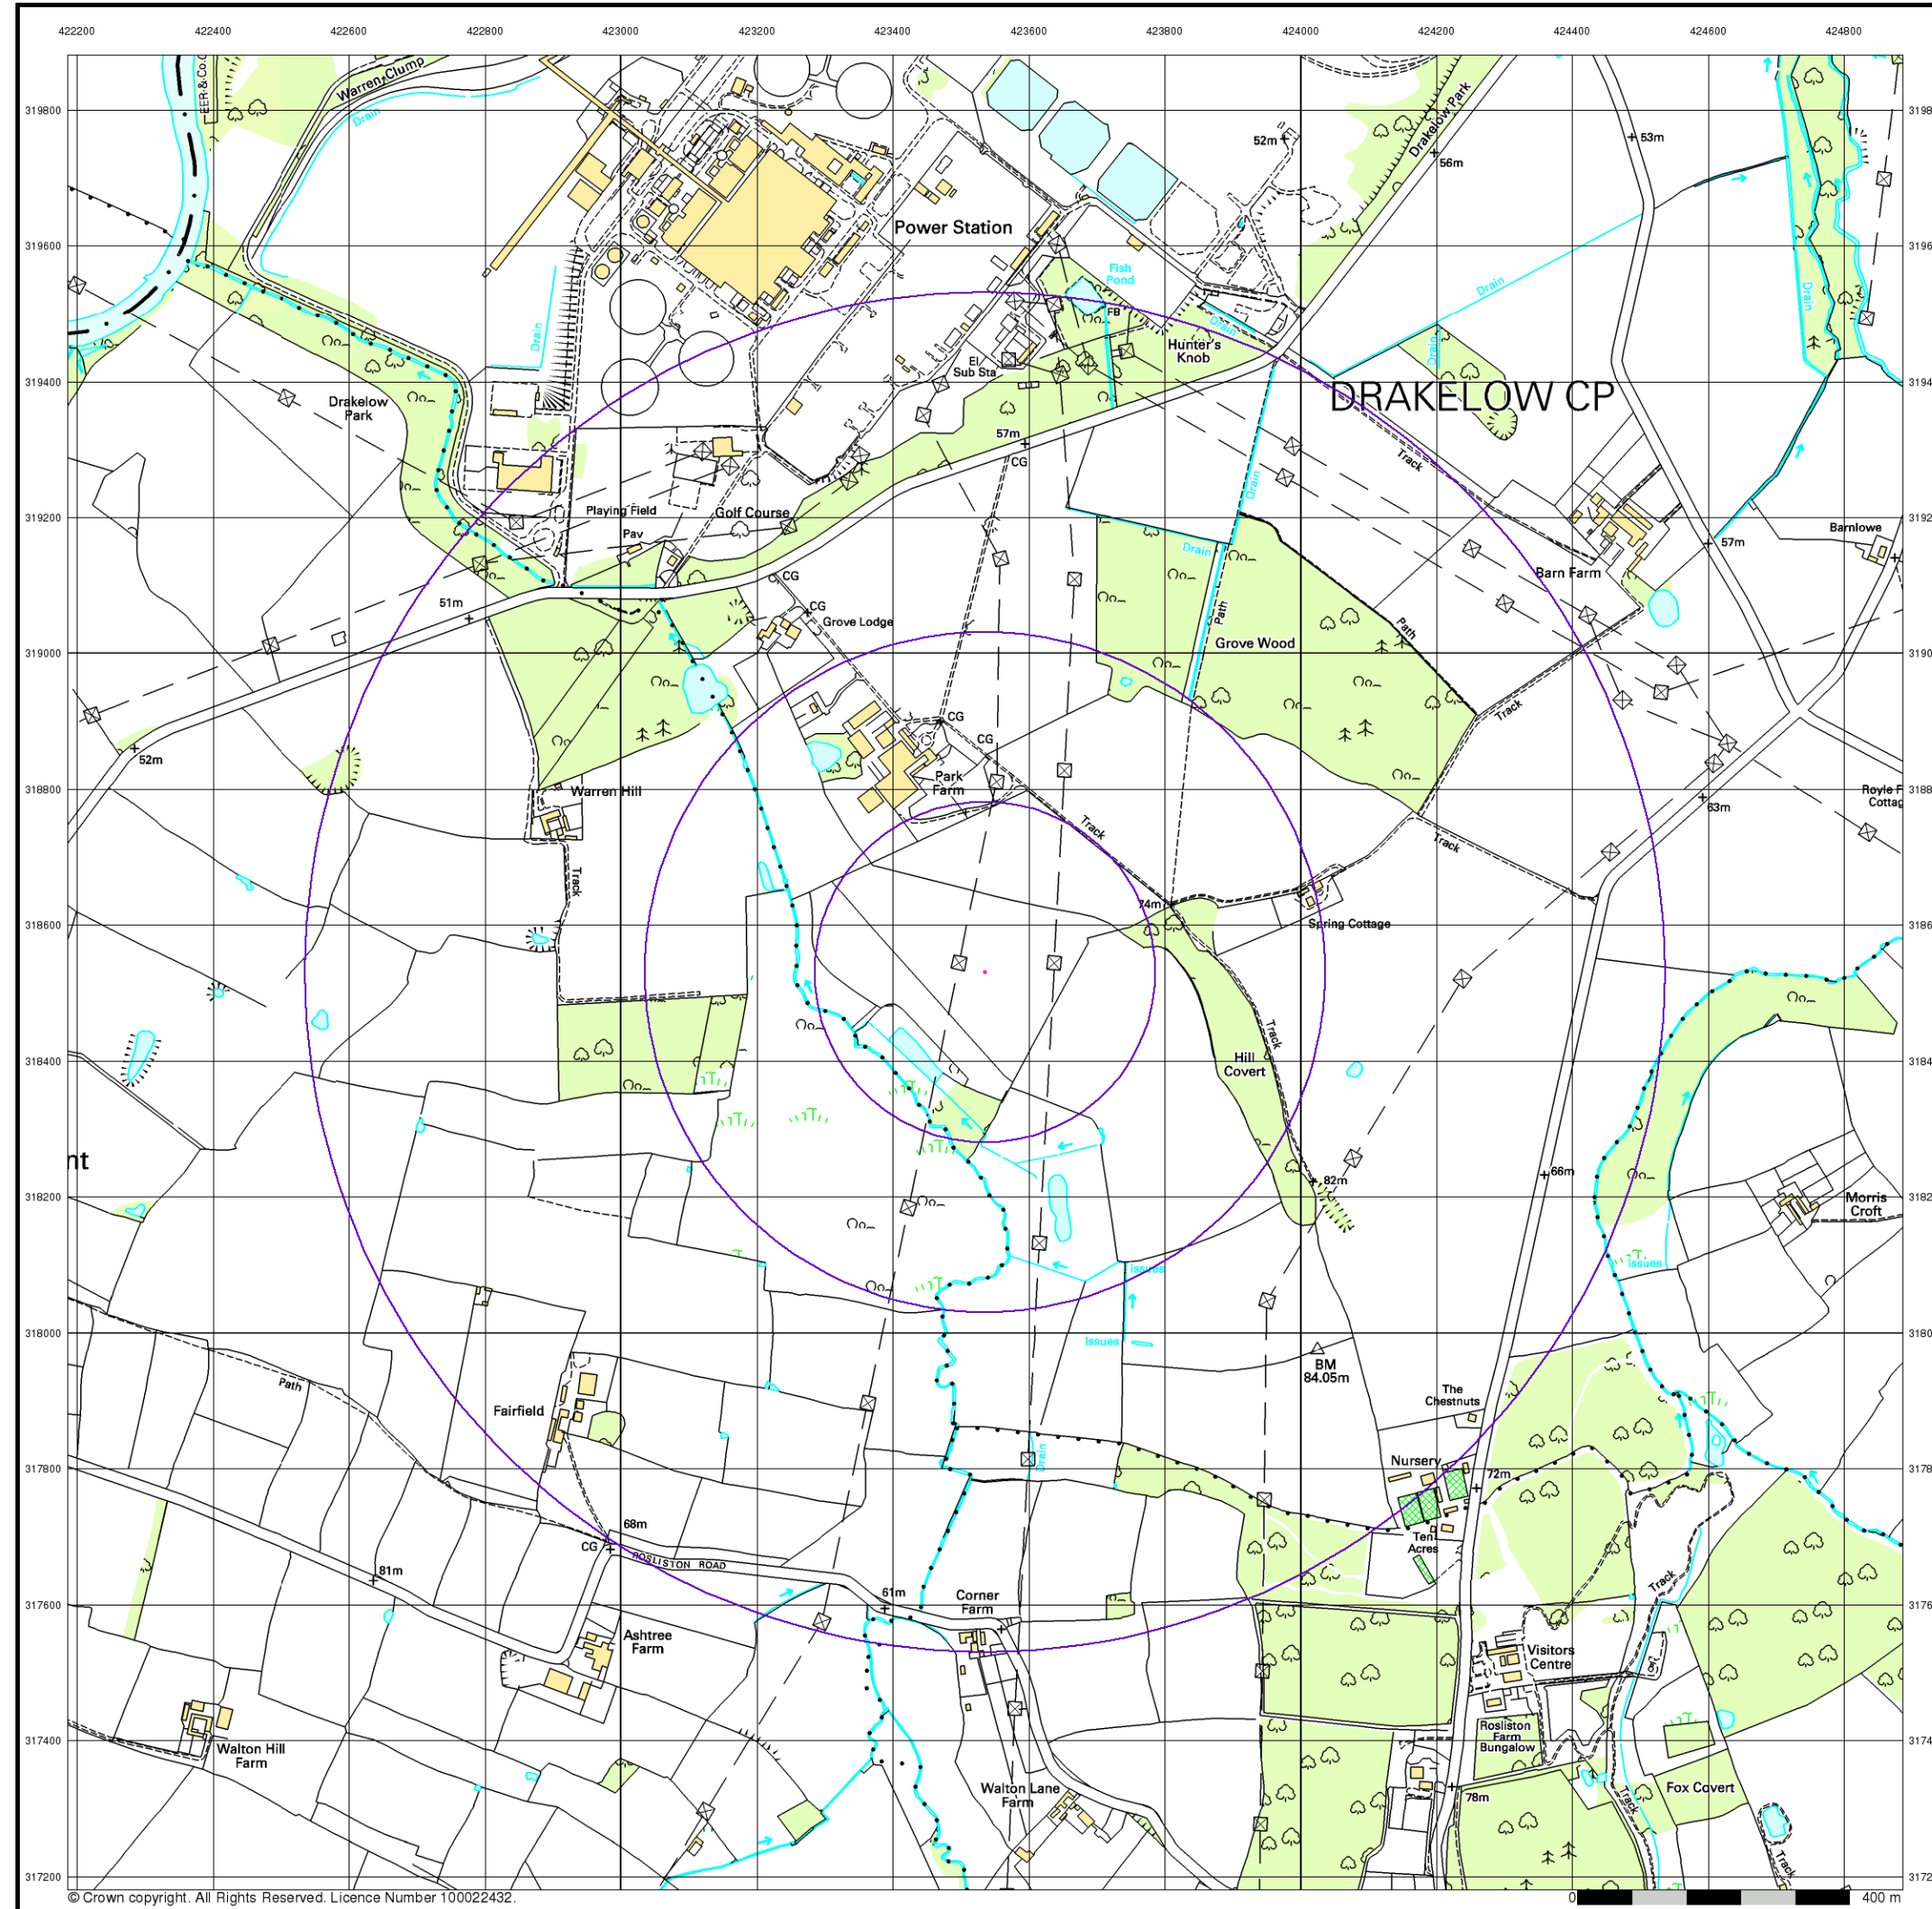 422200 422400 422600 422800 423000 423200 423400 423600 423800 424000 424200 424400 424600 424800
319800
EER & Co
Warren Clump
Drain
52m
Drakelow Park
56m
53m
319600
Power Station
Fish
Pond
FB
Drain
Drain
Drain
Drain
Drain
Hunter's
Knob
El
Sub Sta
319400
Drakelow
Park
DRAKELOW CP
57m
CG
Track
Drain
319200
Playing Field
Golf Course
Pav
Drain
Barnlowe
57m
Barn Farm
CG
51m
CG
Grove Lodge
Path
Path
Grove Wood
319000
Track
CG
CG
52m
Park
Farm
318800
Warren Hill
63m
Royle
Track
Track
Track
74m
318600
Spring Cottage
Track
318400
Hill
Covert
nt
318200
82m
66m
Morris
Croft
Issues
Issues
318000
Issues
BM
84.05m
Path
The
Chestnuts
Fairfield
Drain
317800
Nursery
72m
68m
CG
ROSLISTON ROAD
Ten
Acres
81m
61m
Corner
Farm
Track
317600
Ashtree
Farm
Visitors
Centre
Rosliston
Farm
Bungalow
317400
Walton Hill
Farm
Walton Lane
Farm
78m
Fox Covert
Track
Track
317200
© Crown copyright. All Rights Reserved. Licence Number 100022432.
0 400 m